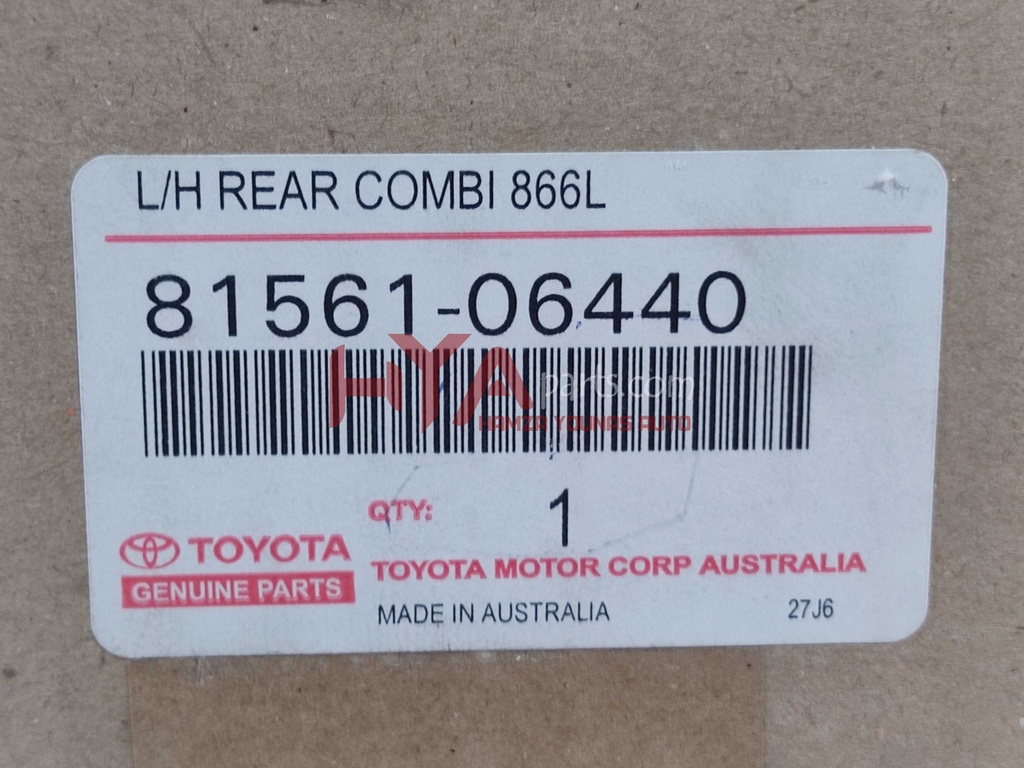 L/H REAR COMBI 866L
81561-06440
HYA parts.com
HAMZA YOUNAS AUTO
QTY: 1
TOYOTA
GENUINE PARTS
TOYOTA MOTOR CORP AUSTRALIA
MADE IN AUSTRALIA 27J6